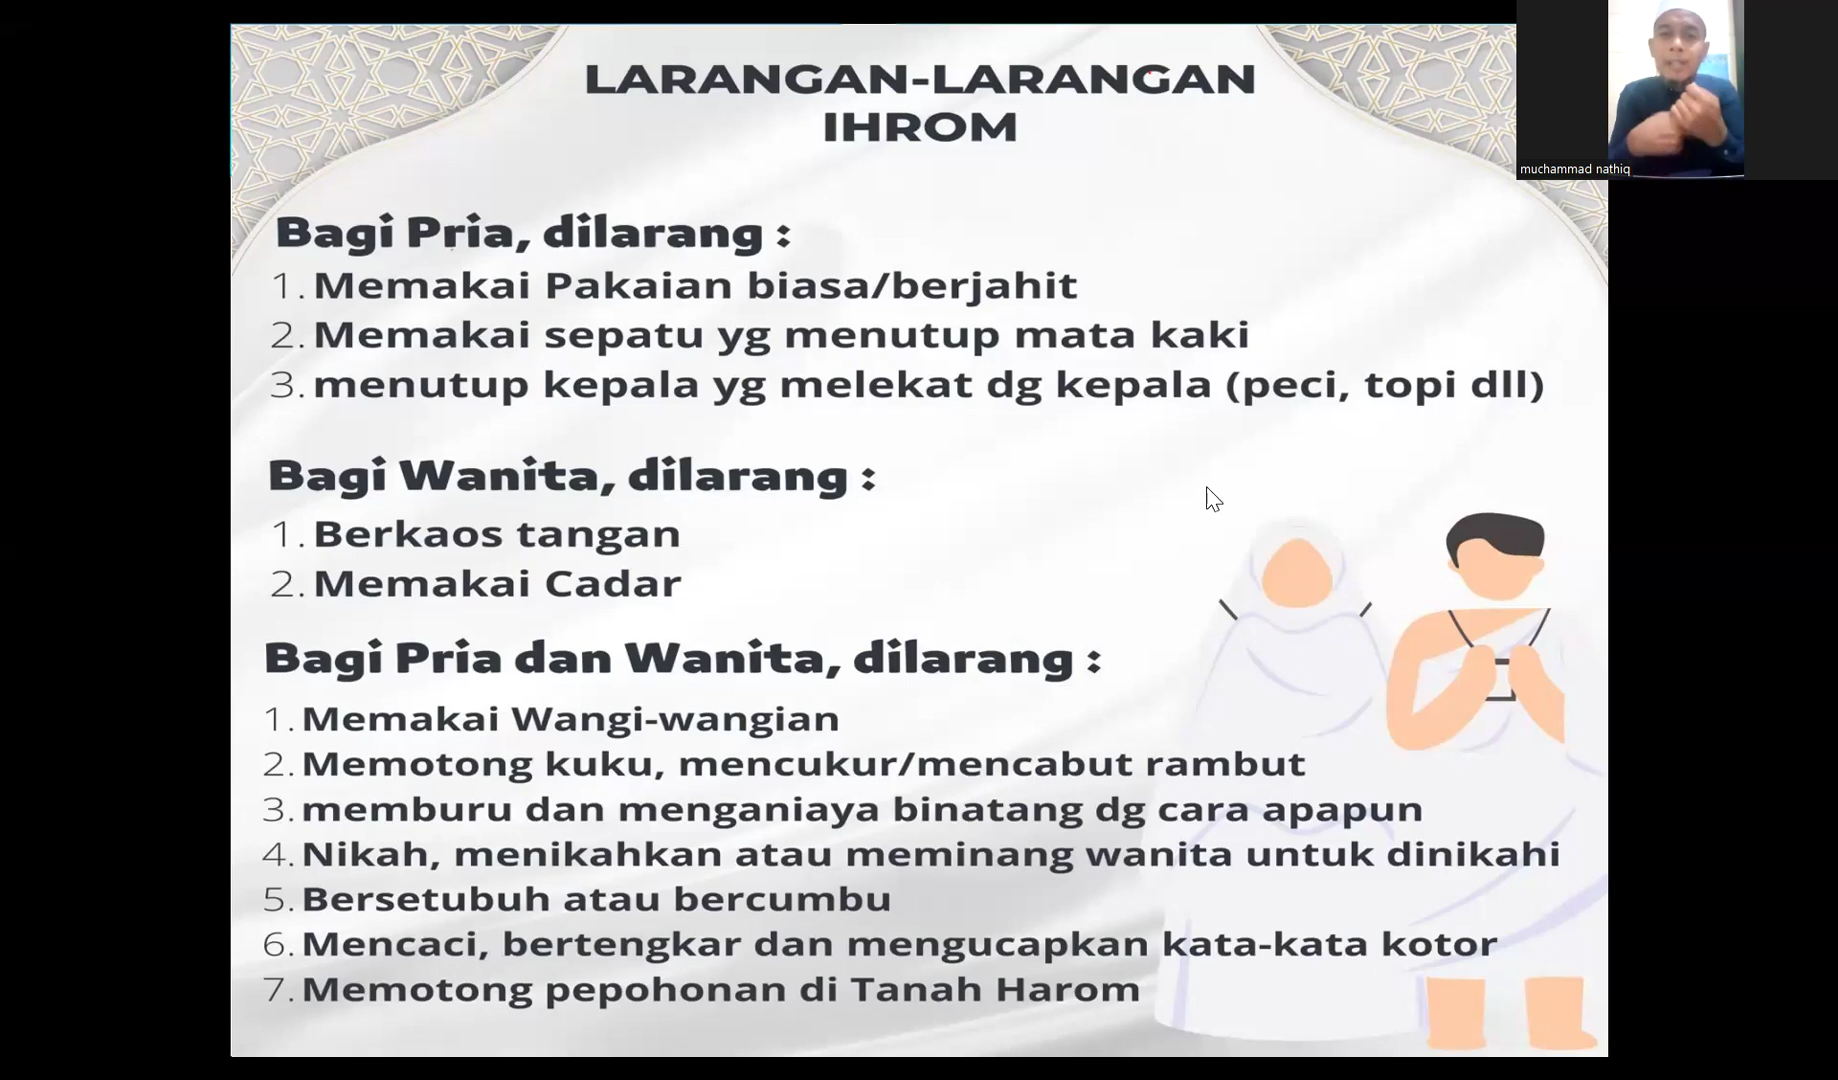 LARANGAN-LARANGAN
IHROM
muchammad nathiq
Bagi Pria, dilarang :
1. Memakai Pakaian biasa/berjahit
2. Memakai sepatu yg menutup mata kaki
3. menutup kepala yg melekat dg kepala (peci, topi dll)
Bagi Wanita, dilarang :
1. Berkaos tangan
2. Memakai Cadar
Bagi Pria dan Wanita, dilarang :
1. Memakai Wangi-wangian
2. Memotong kuku, mencukur/mencabut rambut
3. memburu dan menganiaya binatang dg cara apapun
4. Nikah, menikahkan atau meminang wanita untuk dinikahi
5. Bersetubuh atau bercumbu
6. Mencaci, bertengkar dan mengucapkan kata-kata kotor
7. Memotong pepohonan di Tanah Harom